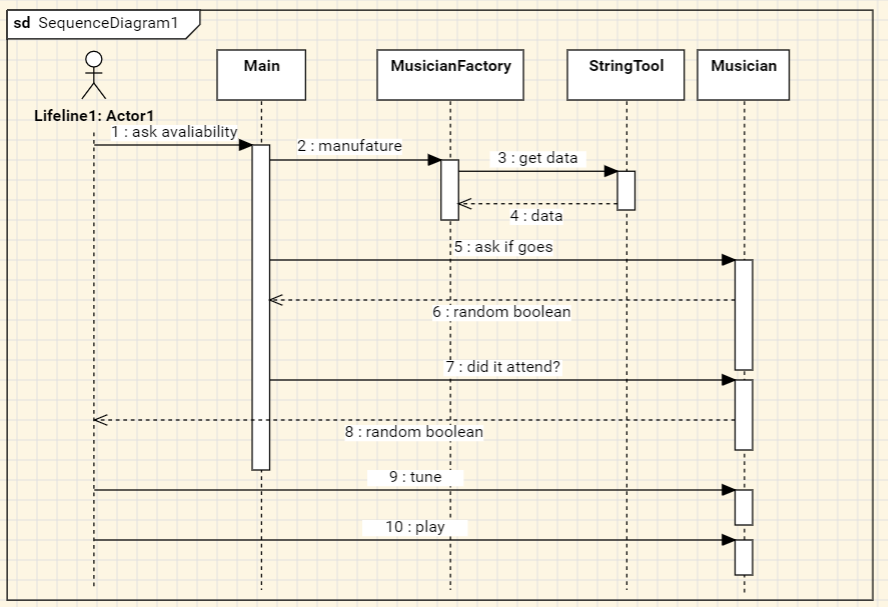 sd SequenceDiagram1
Main
MusicianFactory
StringTool
Musician
Lifeline1: Actor1
1 : ask avaliability
2 : manufature
3 : get data
4 : data
5 : ask if goes
6 : random boolean
7 : did it attend?
8 : random boolean
9 : tune
10 : play